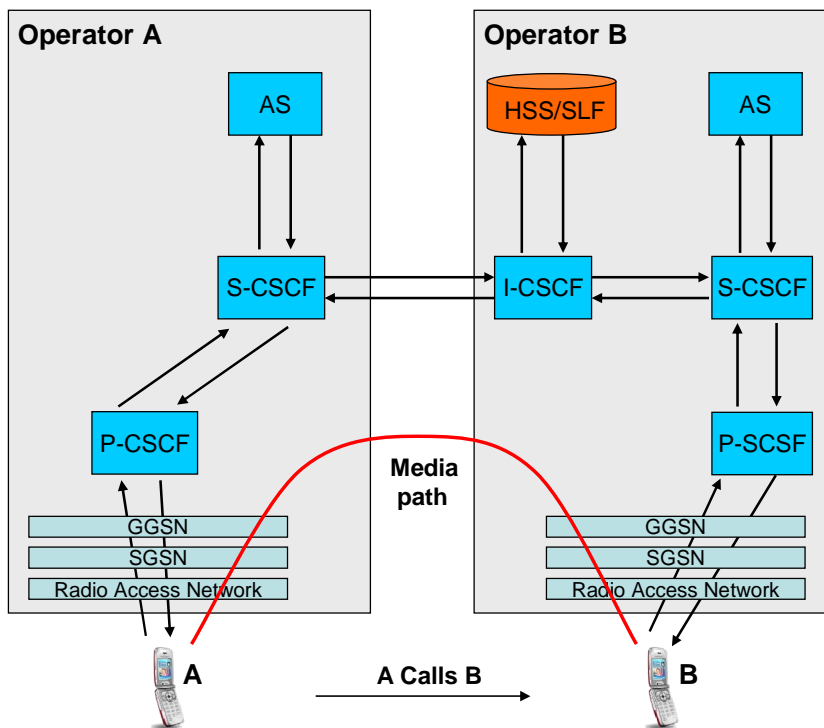 Operator A
Operator B
AS
HSS/SLF
AS
S-CSCF
I-CSCF
S-CSCF
P-CSCF
P-SCSF
Media
path
GGSN
SGSN
Radio Access Network
GGSN
SGSN
Radio Access Network
A
A Calls B
B